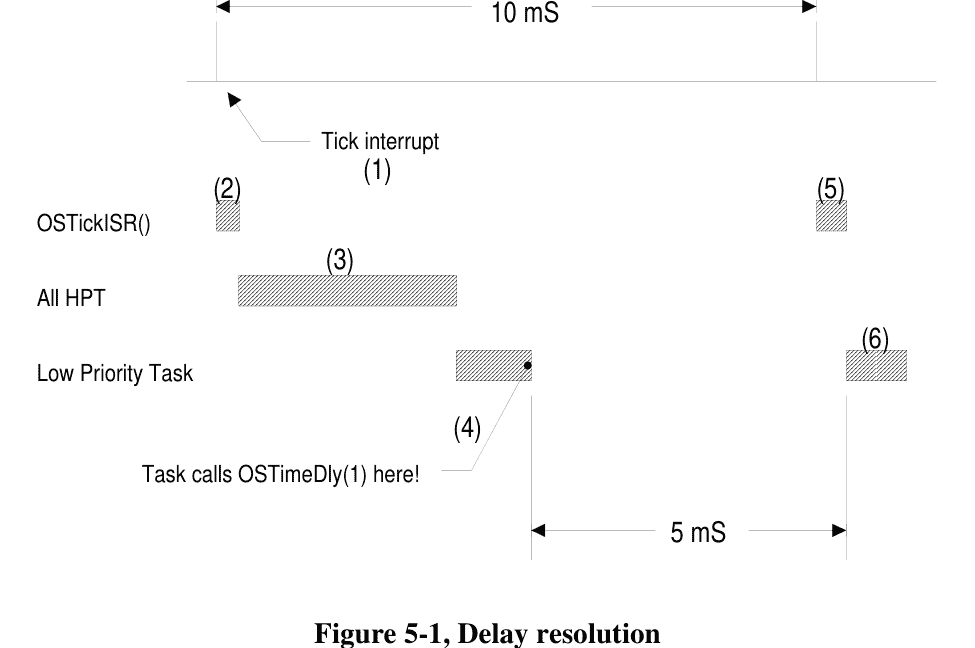 10 mS
Tick interrupt
(1)
(2)
(5)
OSTickISR()
(3)
All HPT
(6)
Low Priority Task
(4)
Task calls OSTimeDly(1) here!
5 mS
Figure 5-1, Delay resolution